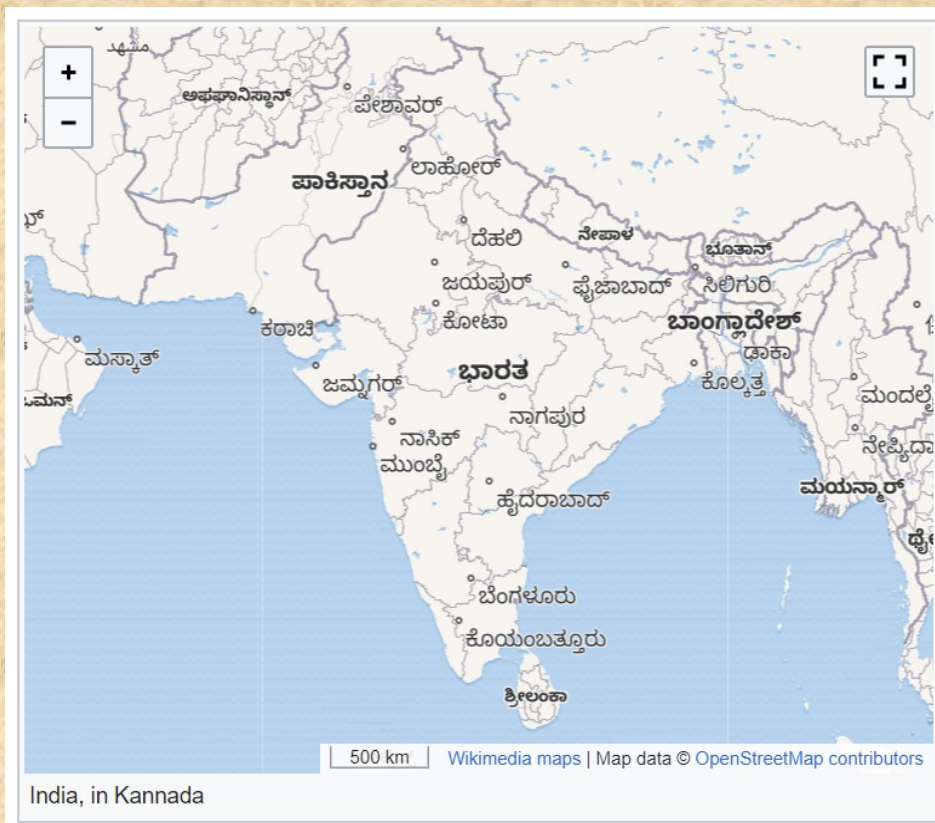 +
−
ಅಫಘಾನಿಸ್ಥಾನ್
ಪೇಶಾವರ್
ಲಾಹೋರ್
ಪಾಕಿಸ್ತಾನ
ದೆಹಲಿ
ನೇಪಾಳ
ಭೂತಾನ್
ಜಯಪುರ್
ಫೈಜಾಬಾದ್
ಸಿಲಿಗುರಿ
ಕರಾಚಿ
ಕೋಟಾ
ಬಾಂಗ್ಲಾದೇಶ್
ಮಸ್ಕಾತ್
ಢಾಕಾ
ಜಮ್ನಗರ್
ಭಾರತ
ಕೊಲ್ಕತ್ತ
ಒಮನ್
ನಾಗಪುರ
ಮಂದಲೈ
ನಾಸಿಕ್
ಮುಂಬೈ
ನೇಪ್ಯಿದಾ
ಹೈದರಾಬಾದ್
ಮಯನ್ಮಾರ್
ಬೆಂಗಳೂರು
ಕೊಯಂಬತ್ತೂರು
ಶ್ರೀಲಂಕಾ
500 km Wikimedia maps | Map data © OpenStreetMap contributors
India, in Kannada